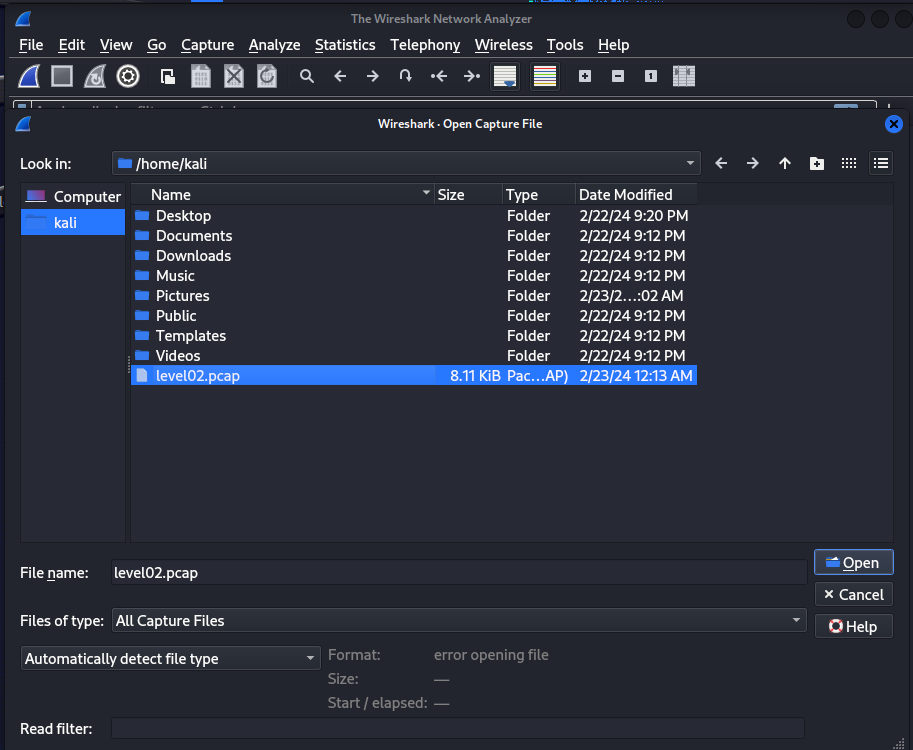 The Wireshark Network Analyzer
File Edit View Go Capture Analyze Statistics Telephony Wireless Tools Help
Wireshark · Open Capture File
Look in: /home/kali
Computer
kali
Name Size Type Date Modified
Desktop Folder 2/22/24 9:20 PM
Documents Folder 2/22/24 9:12 PM
Downloads Folder 2/22/24 9:12 PM
Music Folder 2/22/24 9:12 PM
Pictures Folder 2/23/2...:02 AM
Public Folder 2/22/24 9:12 PM
Templates Folder 2/22/24 9:12 PM
Videos Folder 2/22/24 9:12 PM
level02.pcap 8.11 KiB Pac...AP) 2/23/24 12:13 AM
File name: level02.pcap
Open
Cancel
Files of type: All Capture Files
Help
Automatically detect file type
Format: error opening file
Size: —
Start / elapsed: —
Read filter: